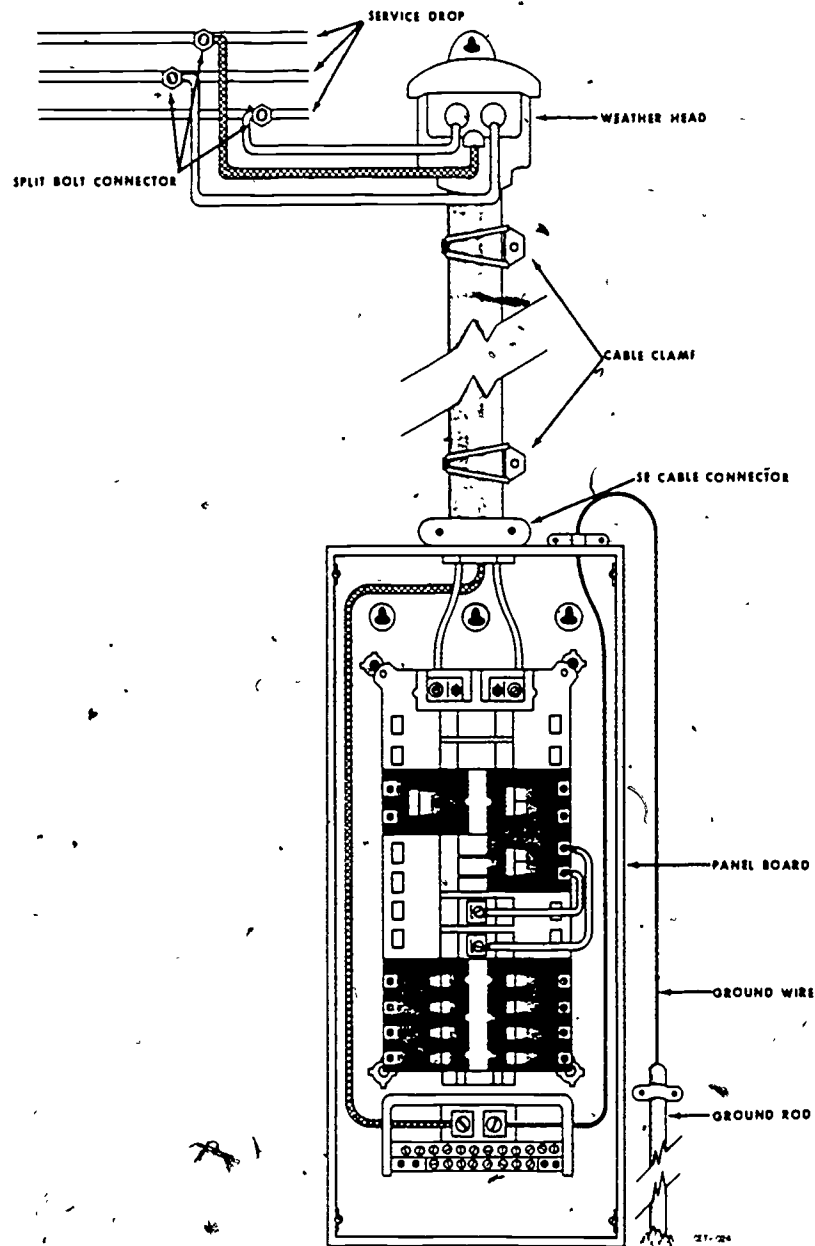 SERVICE DROP
WEATHER HEAD
SPLIT BOLT CONNECTOR
CABLE CLAMP
SE CABLE CONNECTOR
PANEL BOARD
GROUND WIRE
GROUND ROD